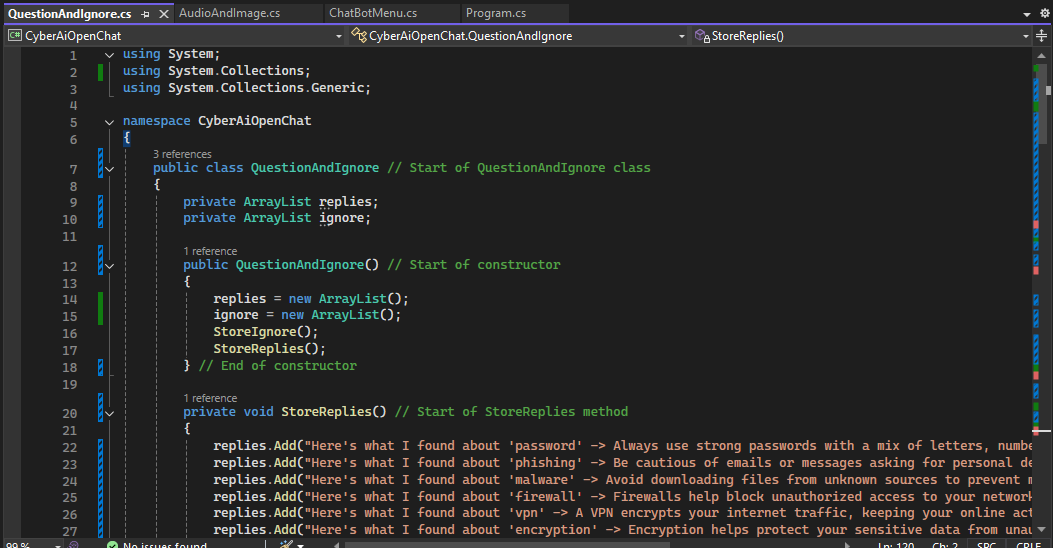 QuestionAndIgnore.cs AudioAndImage.cs ChatBotMenu.cs Program.cs
C# CyberAiOpenChat CyberAiOpenChat.QuestionAndIgnore StoreReplies()
1 using System;
2 using System.Collections;
3 using System.Collections.Generic;
4
5 namespace CyberAiOpenChat
6 {
3 references
7 public class QuestionAndIgnore // Start of QuestionAndIgnore class
8 {
9 private ArrayList replies;
10 private ArrayList ignore;
11
1 reference
12 public QuestionAndIgnore() // Start of constructor
13 {
14 replies = new ArrayList();
15 ignore = new ArrayList();
16 StoreIgnore();
17 StoreReplies();
18 } // End of constructor
19
1 reference
20 private void StoreReplies() // Start of StoreReplies method
21 {
22 replies.Add("Here's what I found about 'password' -> Always use strong passwords with a mix of letters, numbe
23 replies.Add("Here's what I found about 'phishing' -> Be cautious of emails or messages asking for personal de
24 replies.Add("Here's what I found about 'malware' -> Avoid downloading files from unknown sources to prevent m
25 replies.Add("Here's what I found about 'firewall' -> Firewalls help block unauthorized access to your network
26 replies.Add("Here's what I found about 'vpn' -> A VPN encrypts your internet traffic, keeping your online act
27 replies.Add("Here's what I found about 'encryption' -> Encryption helps protect your sensitive data from unau
99 % No issues found Ln: 120 Ch: 2 SPC CRLF